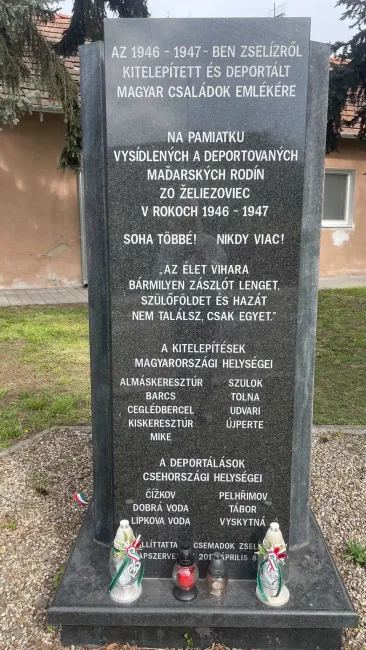 AZ 1946 - 1947 - BEN ZSELÍZRŐL
KITELEPÍTETT ÉS DEPORTÁLT
MAGYAR CSALÁDOK EMLÉKÉRE
NA PAMIATKU
VYSÍDLENÝCH A DEPORTOVANÝCH
MAĎARSKÝCH RODÍN
ZO ŽELIEZOVIEC
V ROKOCH 1946 - 1947
SOHA TÖBBÉ! NIKDY VIAC!
„AZ ÉLET VIHARA
BÁRMILYEN ZÁSZLÓT LENGET,
SZÜLŐFÖLDET ÉS HAZÁT
NEM TALÁLSZ, CSAK EGYET."
A KITELEPÍTÉSEK
MAGYARORSZÁGI HELYSÉGEI
ALMÁSKERESZTÚR SZULOK
BARCS TOLNA
CEGLÉDBERCEL UDVARI
KISKERESZTÚR ÚJPERTE
MIKE
A DEPORTÁLÁSOK
CSEHORSZÁGI HELYSÉGEI
ČÍŽKOV PELHŘIMOV
DOBRÁ VODA TÁBOR
LIPKOVA VODA VYSKYTNÁ
CSEMADOK
ÁPRILIS